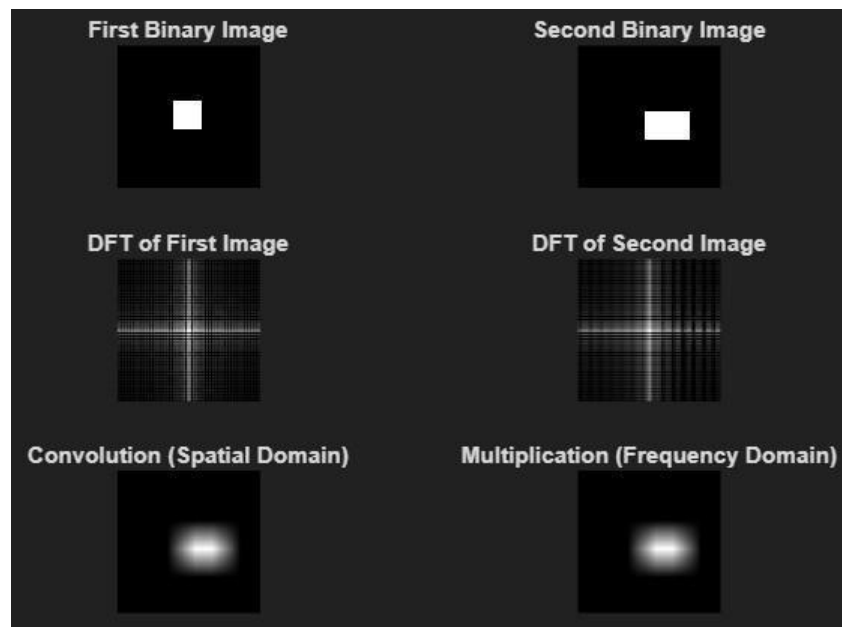 First Binary Image
Second Binary Image
DFT of First Image
DFT of Second Image
Convolution (Spatial Domain)
Multiplication (Frequency Domain)